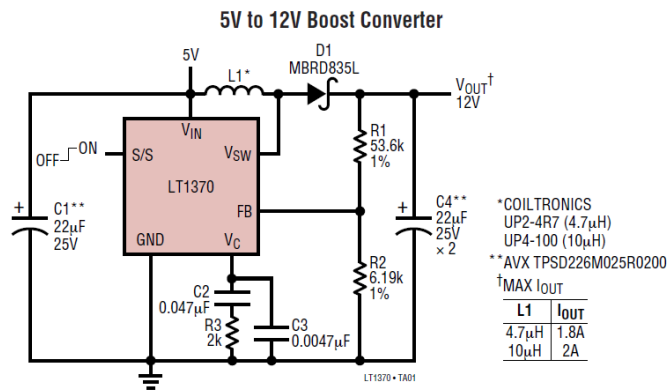 5V to 12V Boost Converter
5V
L1*
D1
MBRD835L
VOUT†
12V
VIN
OFF ON
S/S
VSW
LT1370
FB
GND
VC
R1
53.6k
1%
C1**
22µF
25V
+
C4**
22µF
25V
× 2
+
R2
6.19k
1%
C2
0.047µF
R3
2k
C3
0.0047µF
*COILTRONICS
UP2-4R7 (4.7µH)
UP4-100 (10µH)
**AVX TPSD226M025R0200
†MAX IOUT
L1 IOUT
4.7µH 1.8A
10µH 2A
LT1370 • TA01